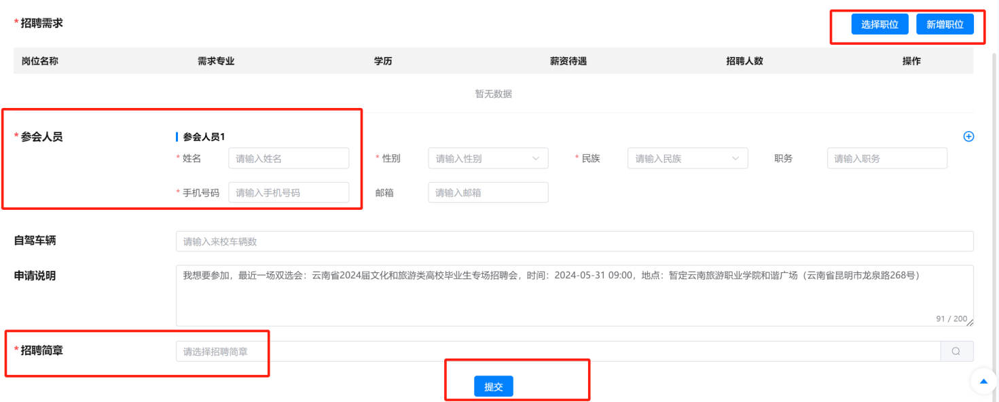 *招聘需求 选择职位 新增职位
岗位名称 需求专业 学历 薪资待遇 招聘人数 操作
暂无数据
*参会人员 参会人员1
*姓名 请输入姓名 *性别 请输入性别 *民族 请输入民族 职务 请输入职务
*手机号码 请输入手机号码 邮箱 请输入邮箱
自驾车辆 请输入来校车辆数
申请说明 我想要参加，最近一场双选会：云南省2024届文化和旅游类高校毕业生专场招聘会，时间：2024-05-31 09:00，地点：暂定云南旅游职业学院和谐广场（云南省昆明市龙泉路268号）
91 / 200
*招聘简章 请选择招聘简章
提交